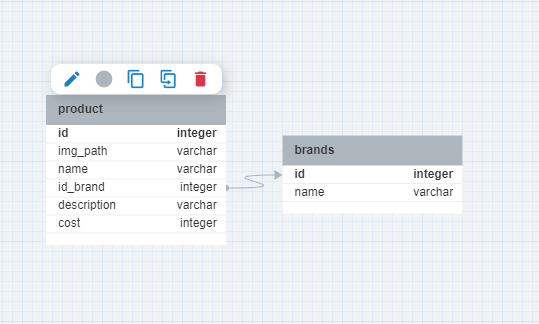 product
id integer
img_path varchar
name varchar
id_brand integer
description varchar
cost integer
brands
id integer
name varchar